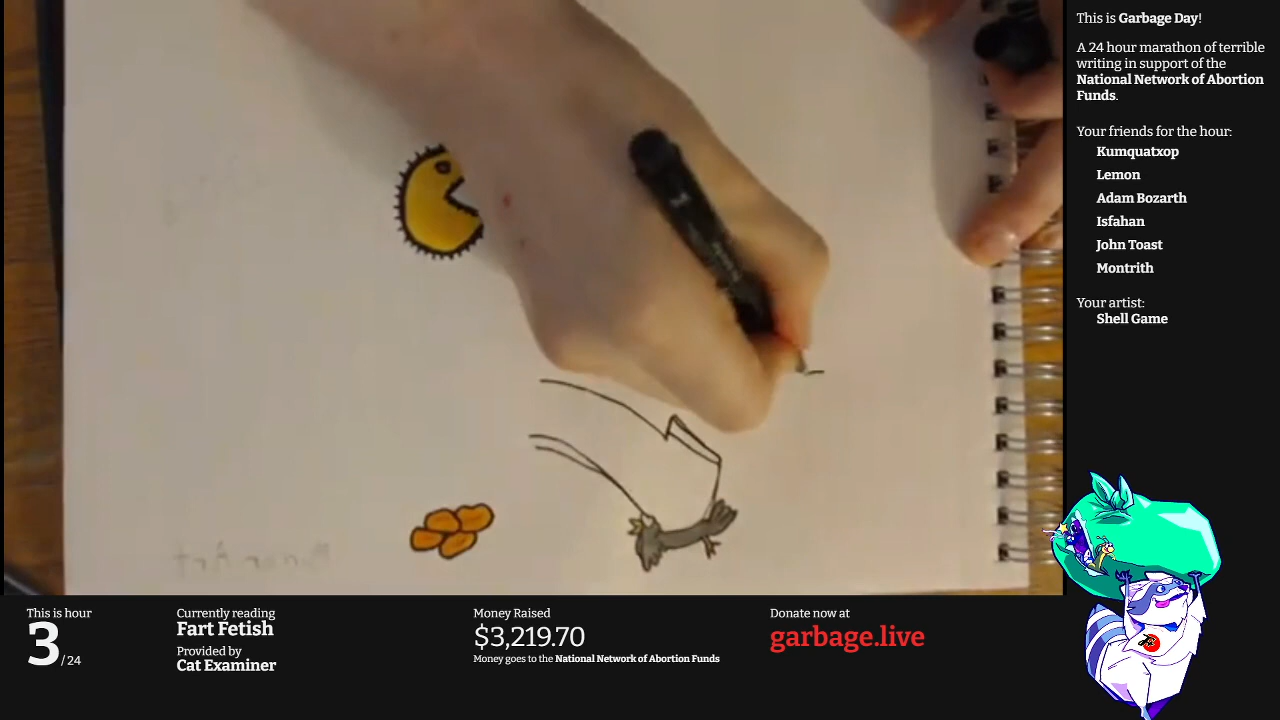 This is Garbage Day!
A 24 hour marathon of terrible
writing in support of the
National Network of Abortion
Funds.
Your friends for the hour:
Kumquatxop
Lemon
Adam Bozarth
Isfahan
John Toast
Montrith
Your artist:
Shell Game
This is hour
3/24
Currently reading
Fart Fetish
Provided by
Cat Examiner
Money Raised
$3,219.70
Money goes to the National Network of Abortion Funds
Donate now at
garbage.live